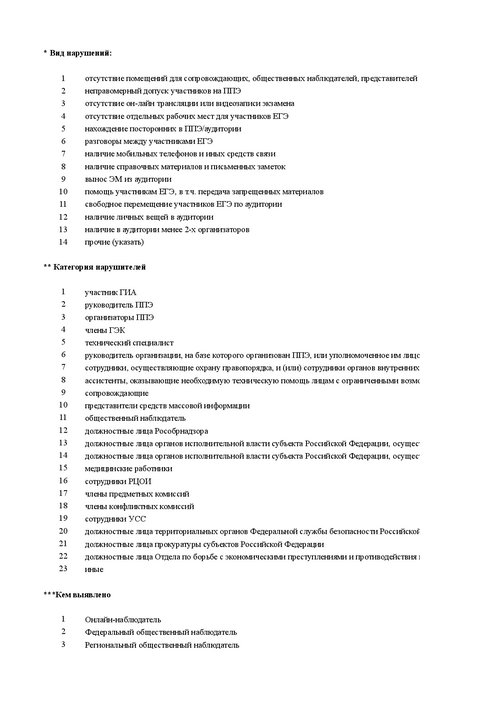 * Вид нарушений:
1 отсутствие помещений для сопровождающих, общественных наблюдателей, представителей
2 неправомерный допуск участников на ППЭ
3 отсутствие он-лайн трансляции или видеозаписи экзамена
4 отсутствие отдельных рабочих мест для участников ЕГЭ
5 нахождение посторонних в ППЭ/аудитории
6 разговоры между участниками ЕГЭ
7 наличие мобильных телефонов и иных средств связи
8 наличие справочных материалов и письменных заметок
9 вынос ЭМ из аудитории
10 помощь участникам ЕГЭ, в т.ч. передача запрещенных материалов
11 свободное перемещение участников ЕГЭ по аудитории
12 наличие личных вещей в аудитории
13 наличие в аудитории менее 2-х организаторов
14 прочие (указать)
** Категория нарушителей
1 участник ГИА
2 руководитель ППЭ
3 организаторы ППЭ
4 члены ГЭК
5 технический специалист
6 руководитель организации, на базе которого организован ППЭ, или уполномоченное им лицо
7 сотрудники, осуществляющие охрану правопорядка, и (или) сотрудники органов внутренних
8 ассистенты, оказывающие необходимую техническую помощь лицам с ограниченными возмо
9 сопровождающие
10 представители средств массовой информации
11 общественный наблюдатель
12 должностные лица Рособрнадзора
13 должностные лица органов исполнительной власти субъекта Российской Федерации, осущест
14 должностные лица органов исполнительной власти субъекта Российской Федерации, осущест
15 медицинские работники
16 сотрудники РЦОИ
17 члены предметных комиссий
18 члены конфликтных комиссий
19 сотрудники УСС
20 должностные лица территориальных органов Федеральной службы безопасности Российской
21 должностные лица прокуратуры субъектов Российской Федерации
22 должностные лица Отдела по борьбе с экономическими преступлениями и противодействия
23 иные
***Кем выявлено
1 Онлайн-наблюдатель
2 Федеральный общественный наблюдатель
3 Региональный общественный наблюдатель